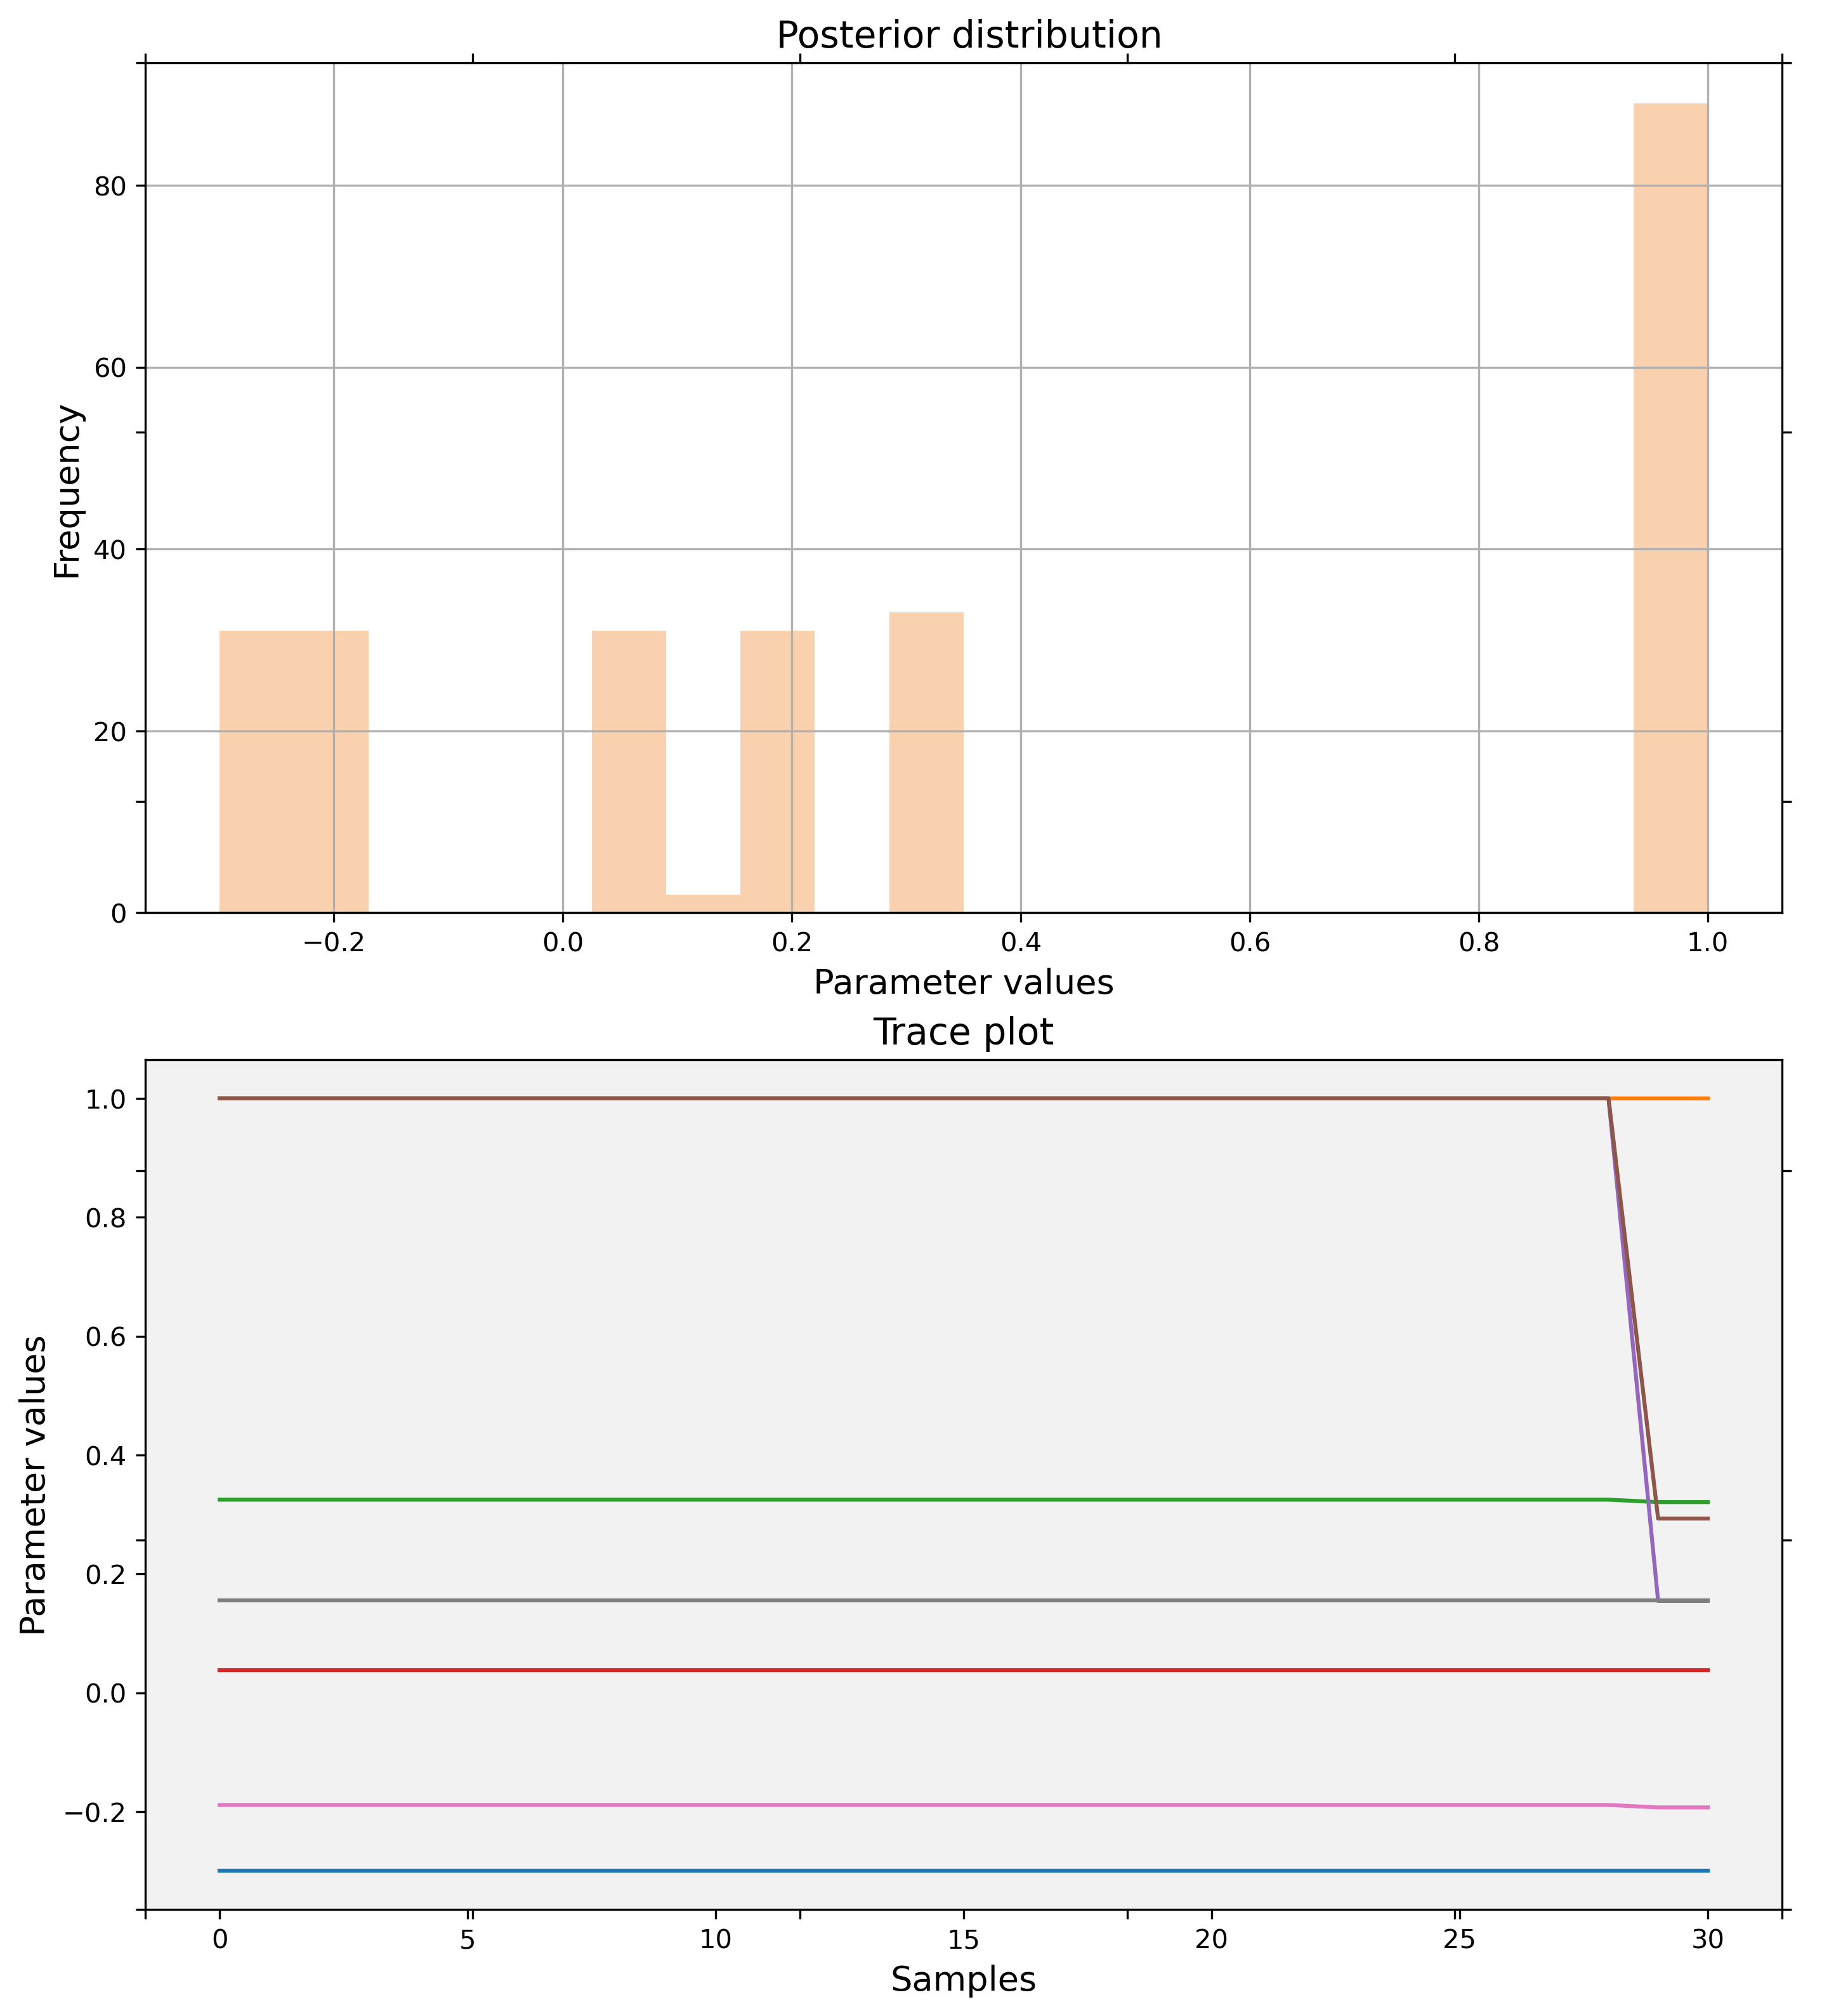 Posterior distribution
80
60
40
20
0
Frequency
−0.2 0.0 0.2 0.4 0.6 0.8 1.0
Parameter values
Trace plot
1.0
0.8
0.6
0.4
0.2
0.0
−0.2
Parameter values
0 5 10 15 20 25 30
Samples